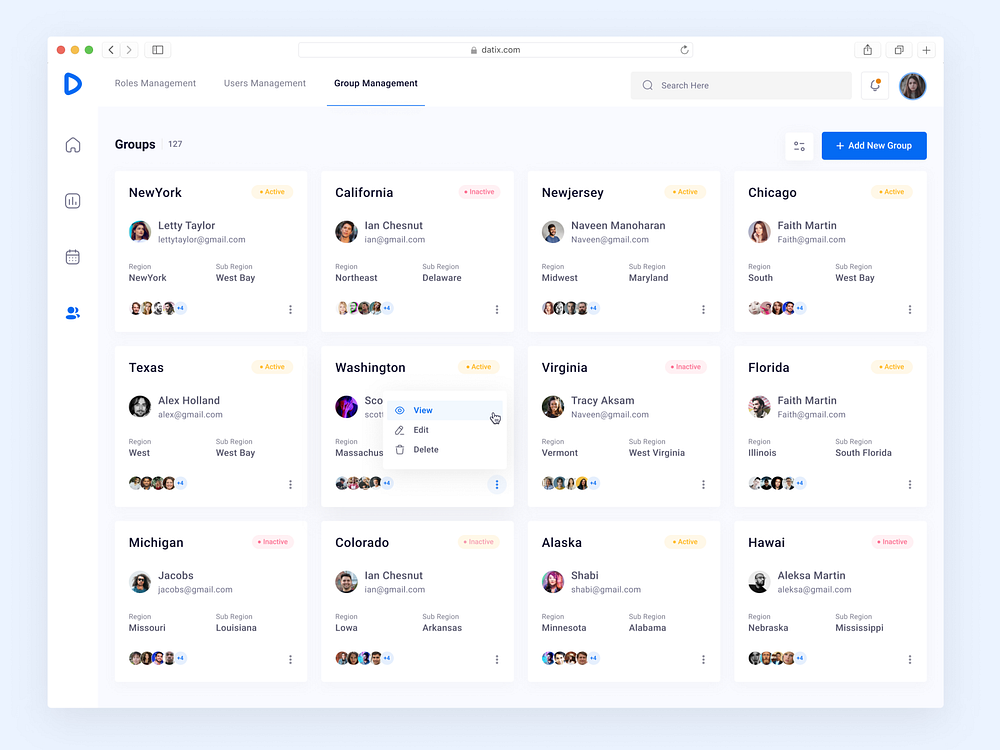 datix.com
Roles Management Users Management Group Management
Search Here
Groups 127
+ Add New Group
NewYork Active
Letty Taylor
lettytaylor@gmail.com
Region Sub Region
NewYork West Bay
+4
California Inactive
Ian Chesnut
ian@gmail.com
Region Sub Region
Northeast Delaware
+4
Newjersey Active
Naveen Manoharan
Naveen@gmail.com
Region Sub Region
Midwest Maryland
+4
Chicago Active
Faith Martin
Faith@gmail.com
Region Sub Region
South West Bay
+4
Texas Active
Alex Holland
alex@gmail.com
Region Sub Region
West West Bay
+4
Washington Active
Sco
scot
Region
Massachus
View
Edit
Delete
+4
Virginia Inactive
Tracy Aksam
Naveen@gmail.com
Region Sub Region
Vermont West Virginia
+4
Florida Active
Faith Martin
Faith@gmail.com
Region Sub Region
Illinois South Florida
+4
Michigan Inactive
Jacobs
jacobs@gmail.com
Region Sub Region
Missouri Louisiana
+4
Colorado Inactive
Ian Chesnut
ian@gmail.com
Region Sub Region
Lowa Arkansas
+4
Alaska Active
Shabi
shabi@gmail.com
Region Sub Region
Minnesota Alabama
+4
Hawai Inactive
Aleksa Martin
aleksa@gmail.com
Region Sub Region
Nebraska Mississippi
+4